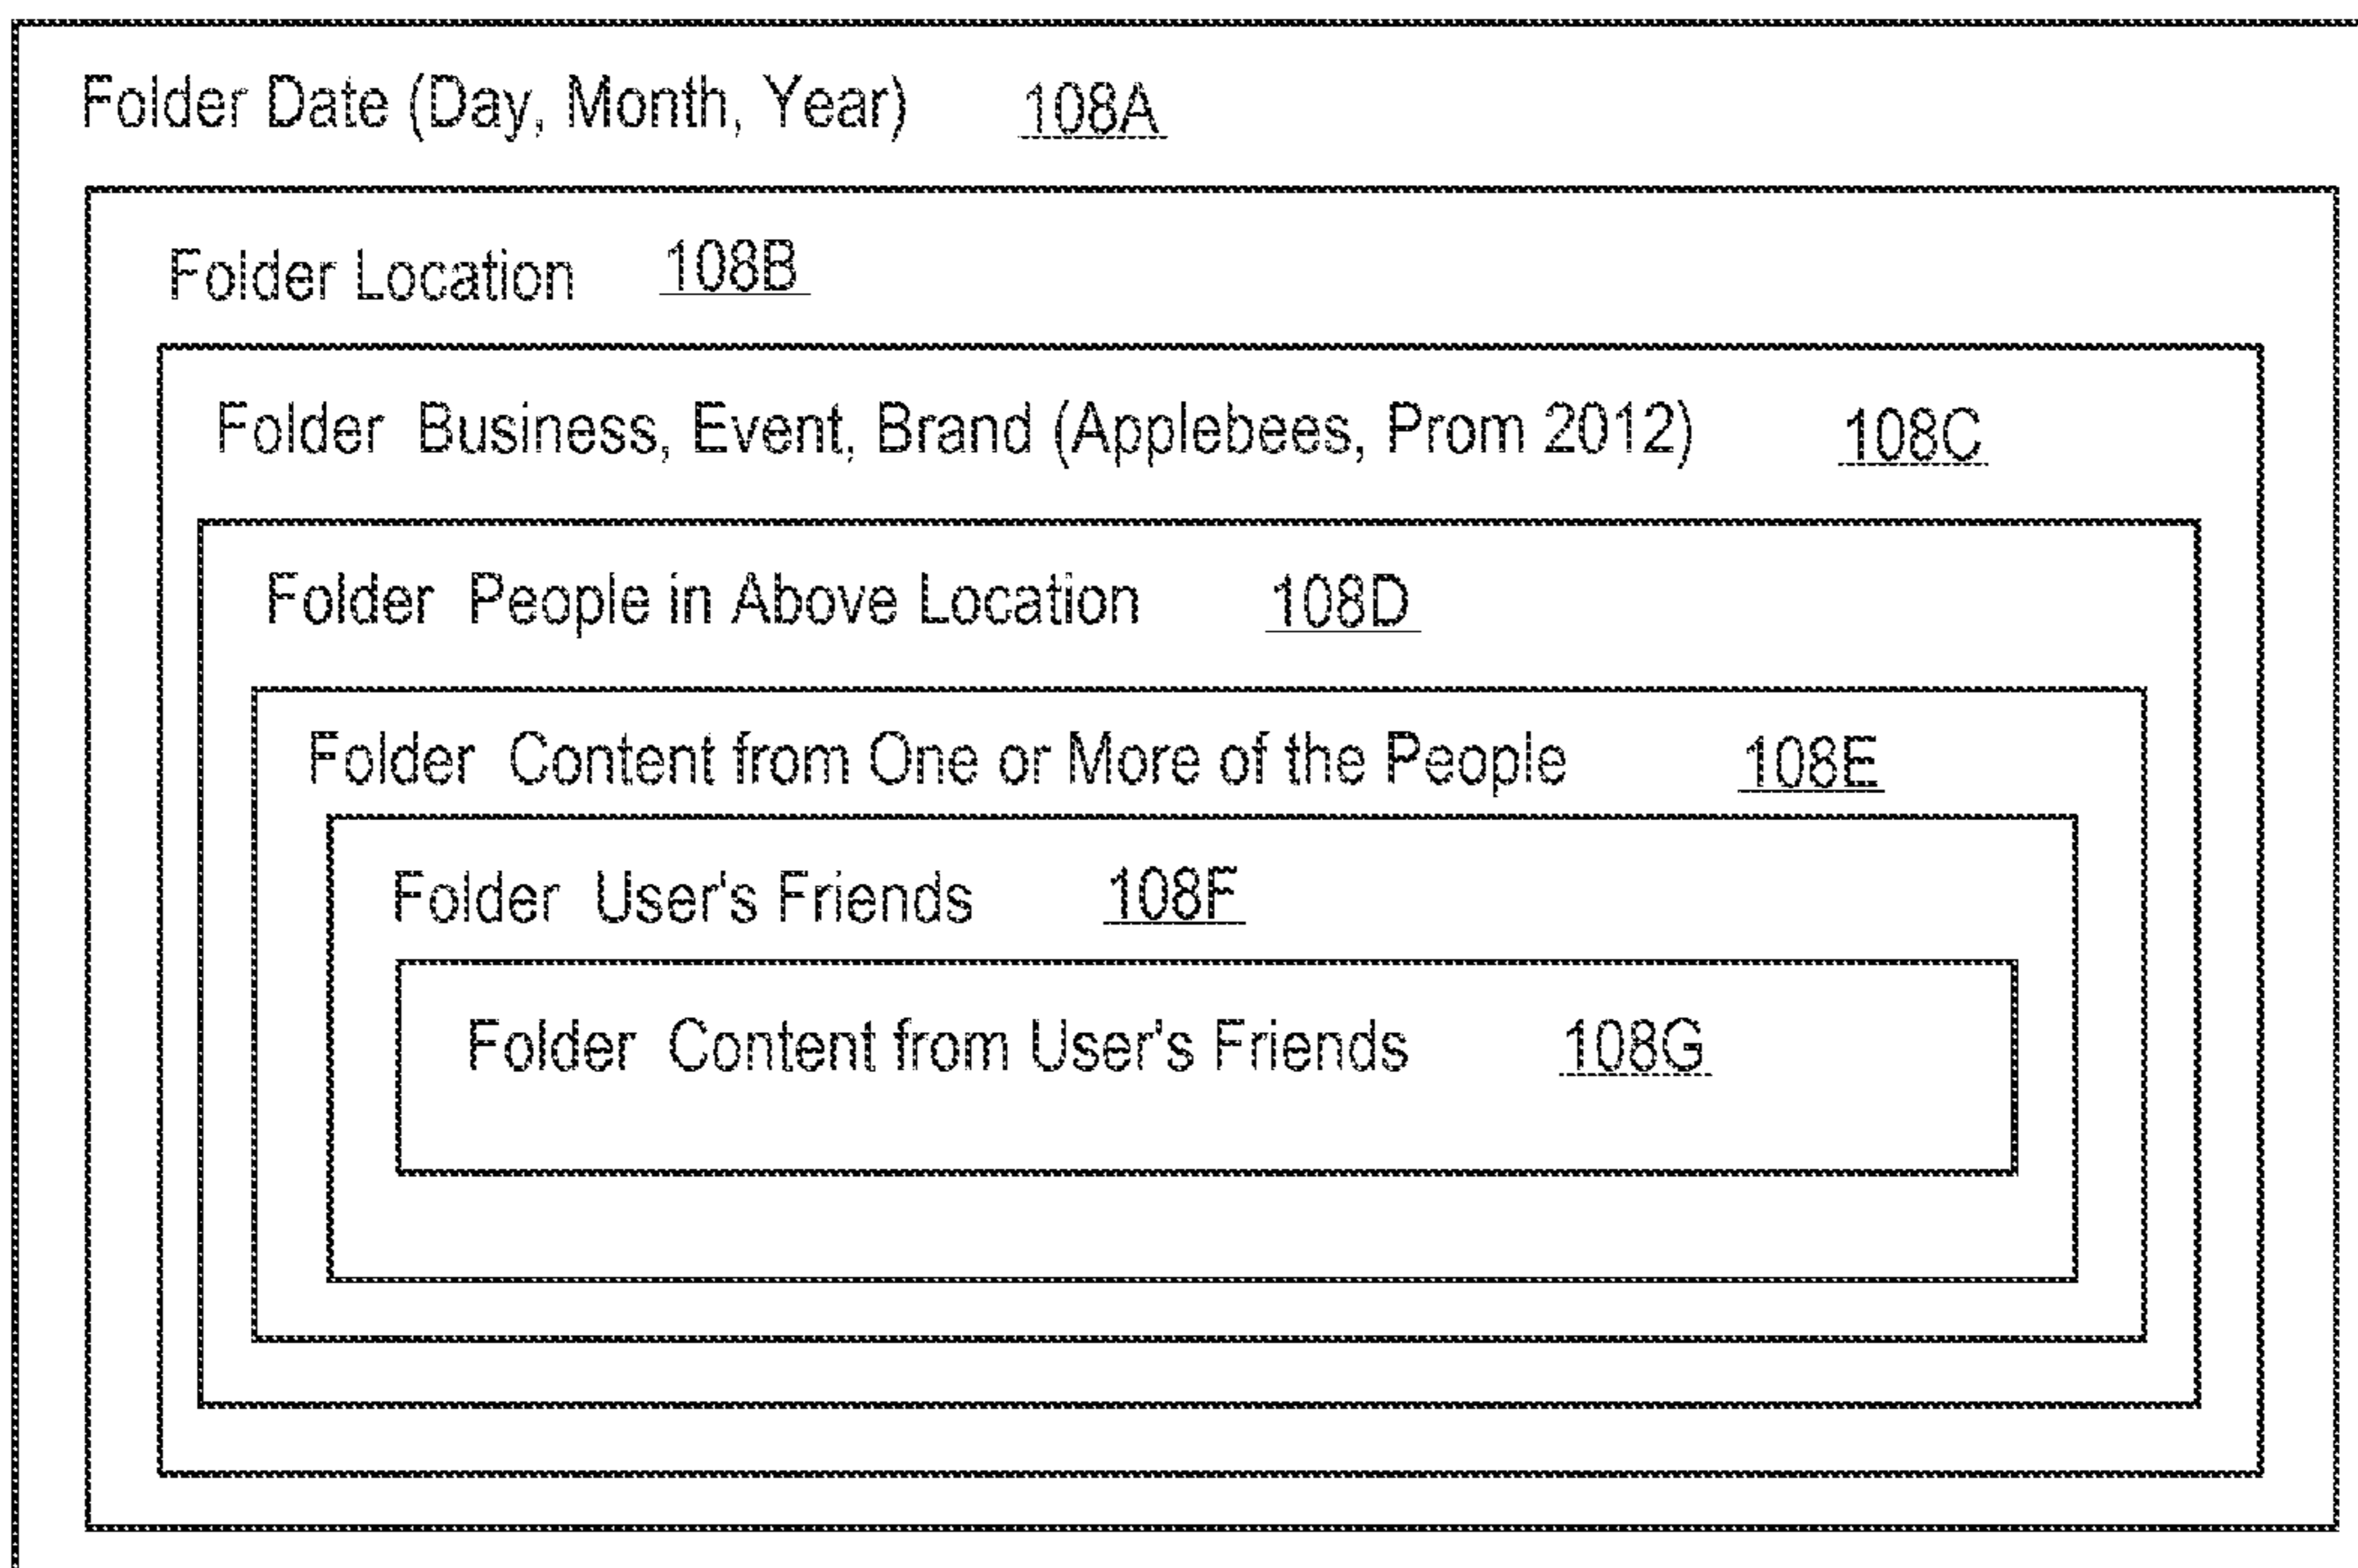 Folder Date (Day, Month, Year) 108A
Folder Location 108B
Folder Business, Event, Brand (Applebees, Prom 2012) 108C
Folder People in Above Location 108D
Folder Content from One or More of the People 108E
Folder User's Friends 108F
Folder Content from User's Friends 108G